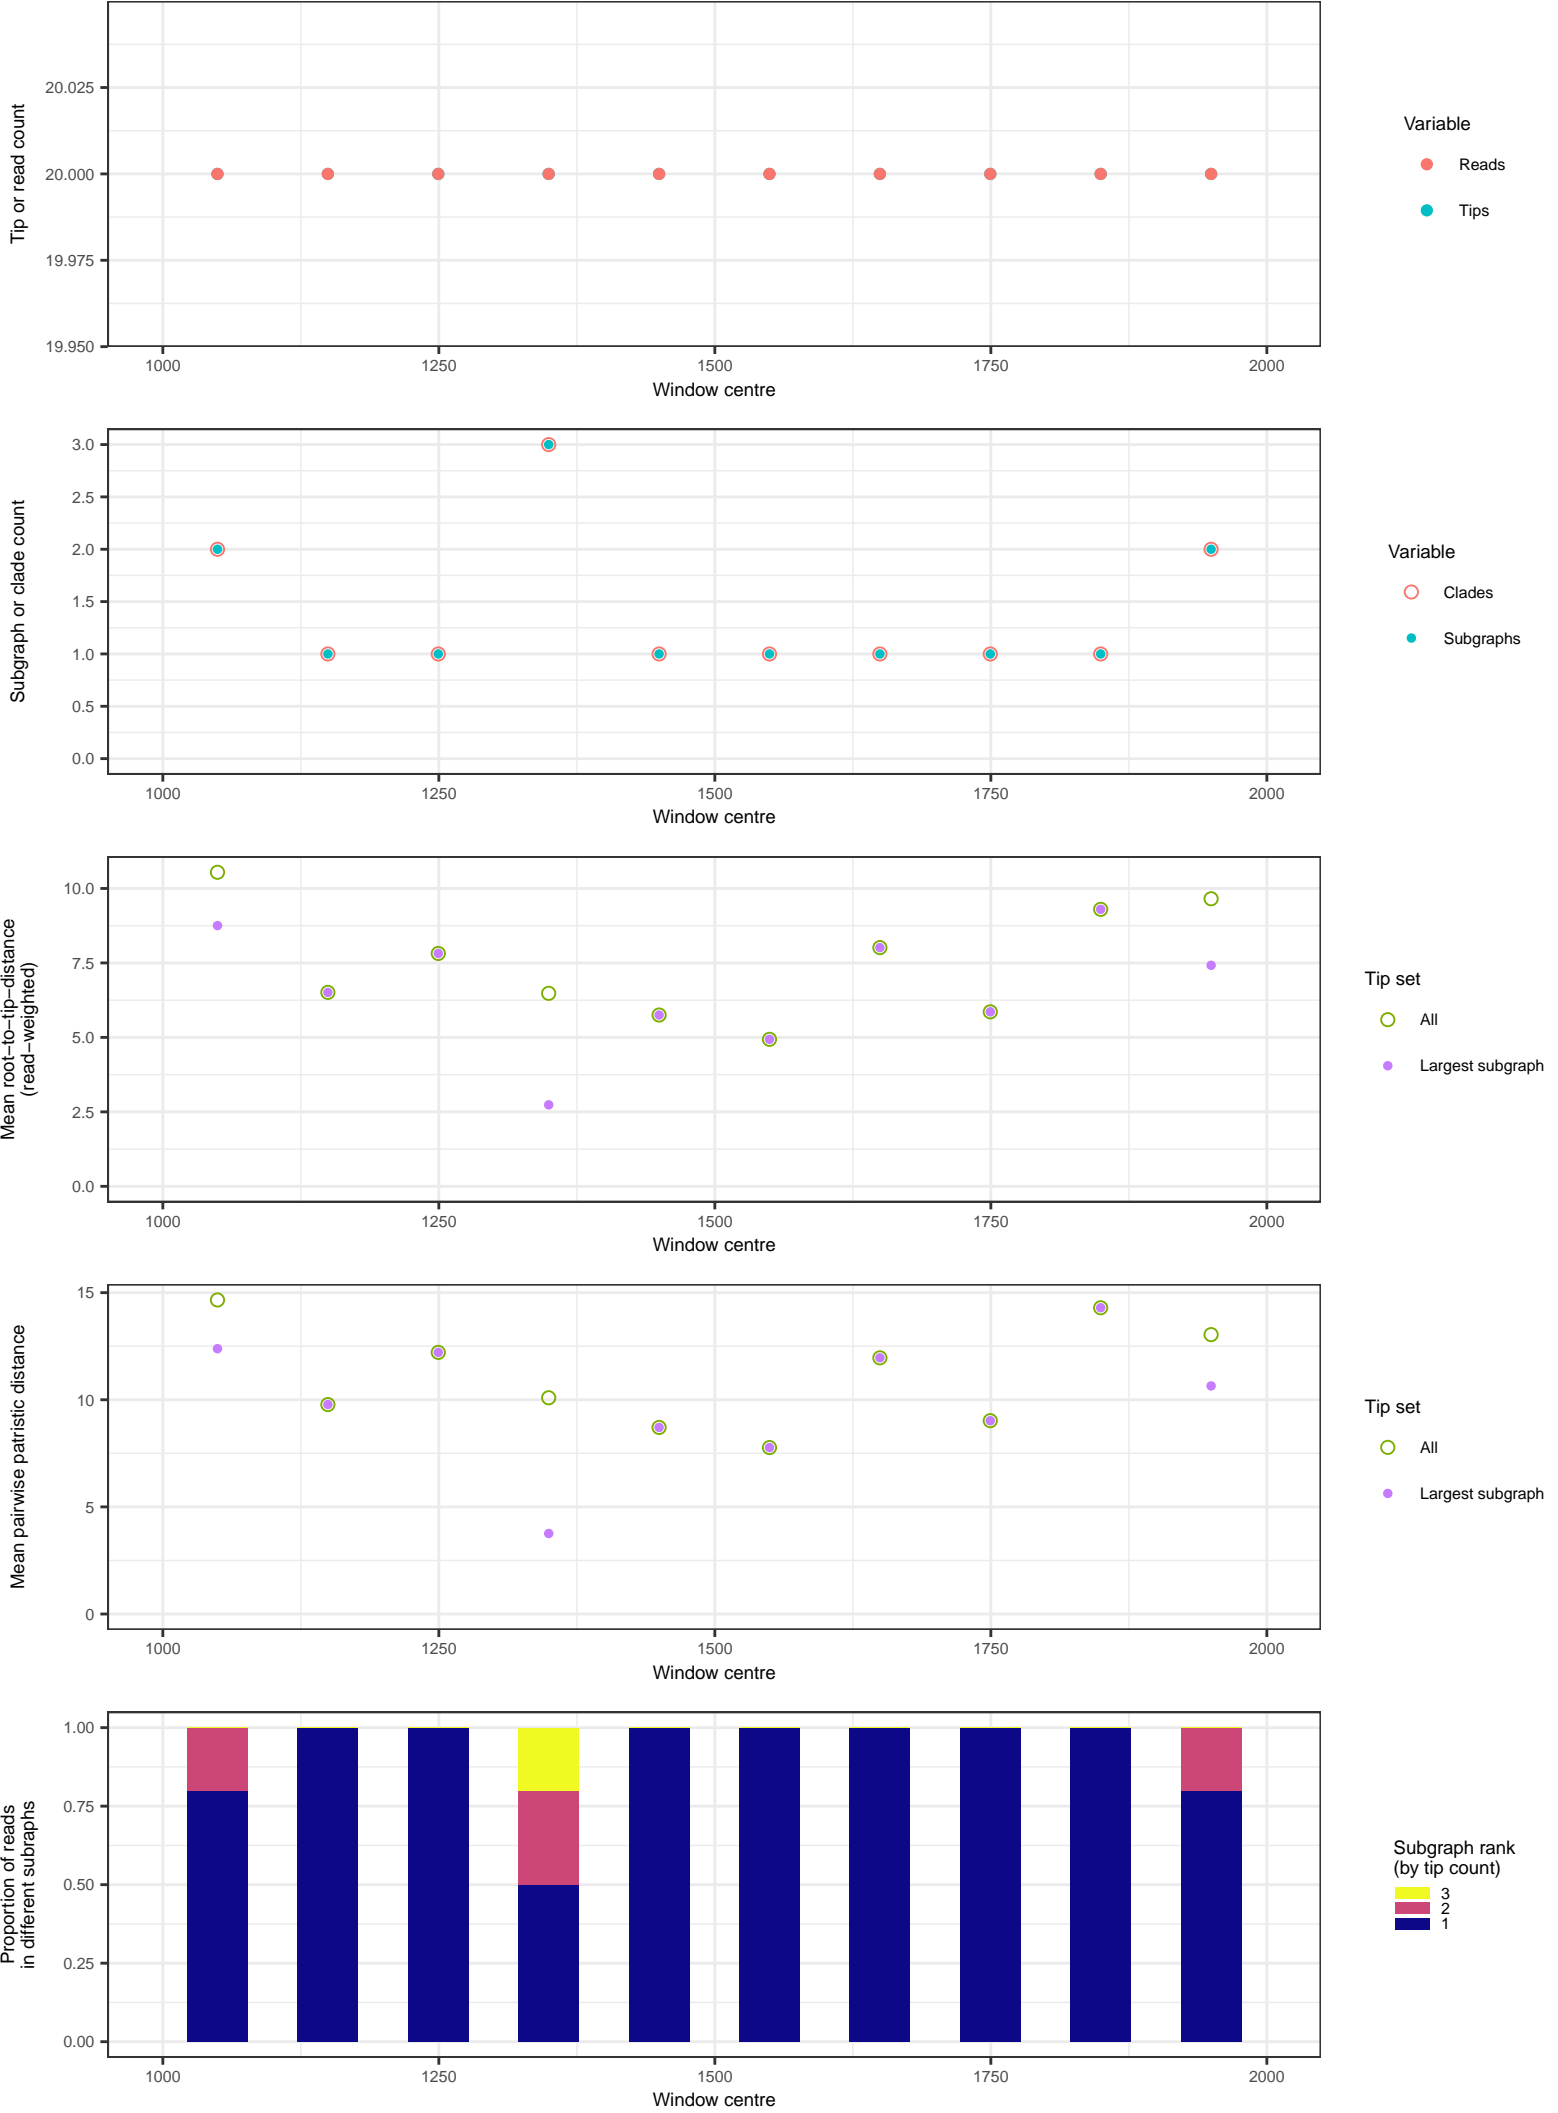 Tip or read count
20.025
20.000
19.975
19.950
1000 1250 1500 1750 2000
Window centre
Variable
Reads
Tips
Subgraph or clade count
3.0
2.5
2.0
1.5
1.0
0.5
0.0
1000 1250 1500 1750 2000
Window centre
Variable
Clades
Subgraphs
Mean root−to−tip−distance
(read−weighted)
10.0
7.5
5.0
2.5
0.0
1000 1250 1500 1750 2000
Window centre
Tip set
All
Largest subgraph
Mean pairwise patristic distance
15
10
5
0
1000 1250 1500 1750 2000
Window centre
Tip set
All
Largest subgraph
Proportion of reads
in different subraphs
1.00
0.75
0.50
0.25
0.00
1000 1250 1500 1750 2000
Window centre
Subgraph rank
(by tip count)
3
2
1